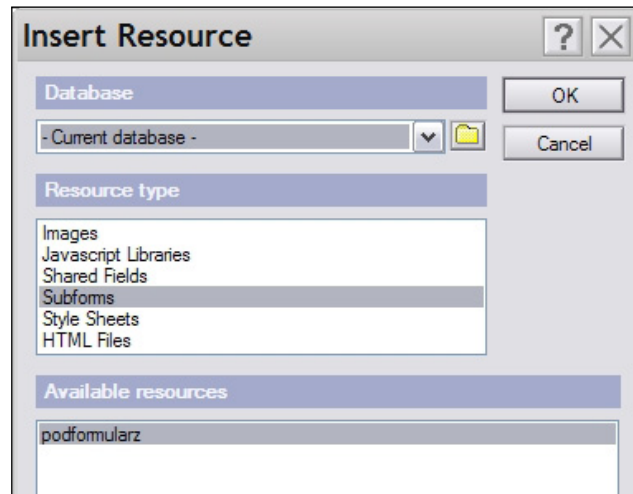 Insert Resource
Database
OK
- Current database -
Cancel
Resource type
Images
Javascript Libraries
Shared Fields
Subforms
Style Sheets
HTML Files
Available resources
podformularz